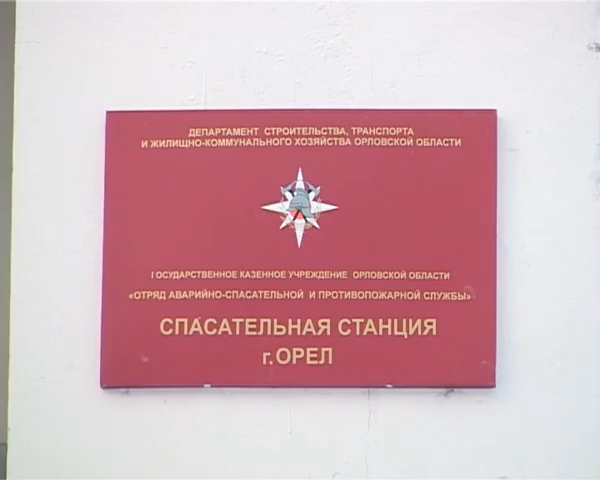 ДЕПАРТАМЕНТ СТРОИТЕЛЬСТВА, ТРАНСПОРТА
И ЖИЛИЩНО-КОММУНАЛЬНОГО ХОЗЯЙСТВА ОРЛОВСКОЙ ОБЛАСТИ
ГОСУДАРСТВЕННОЕ КАЗЕННОЕ УЧРЕЖДЕНИЕ ОРЛОВСКОЙ ОБЛАСТИ
«ОТРЯД АВАРИЙНО-СПАСАТЕЛЬНОЙ И ПРОТИВОПОЖАРНОЙ СЛУЖБЫ»
СПАСАТЕЛЬНАЯ СТАНЦИЯ
г. ОРЕЛ